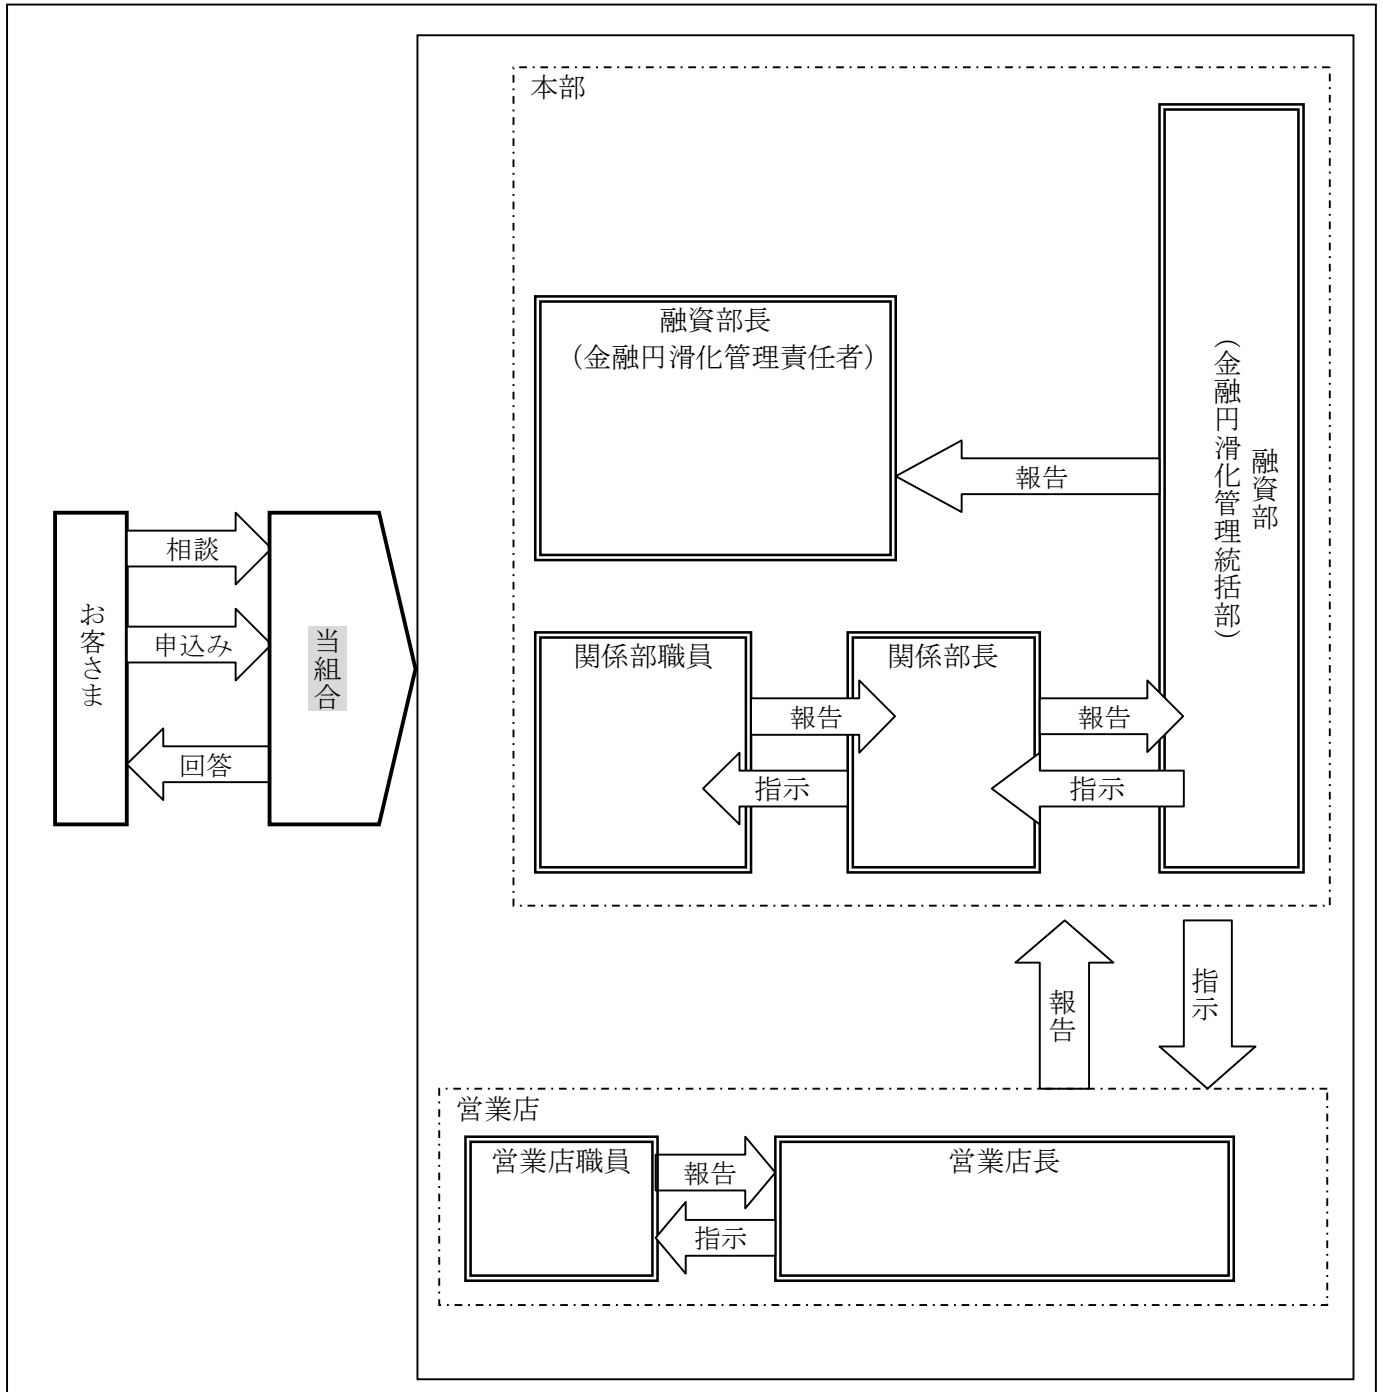 本部
融資部長
（金融円滑化管理責任者）
融資部
（金融円滑化管理統括部）
報告
お客さま
相談
申込み
回答
当組合
関係部職員
報告
指示
関係部長
報告
指示
報告
指示
営業店
営業店職員
報告
指示
営業店長